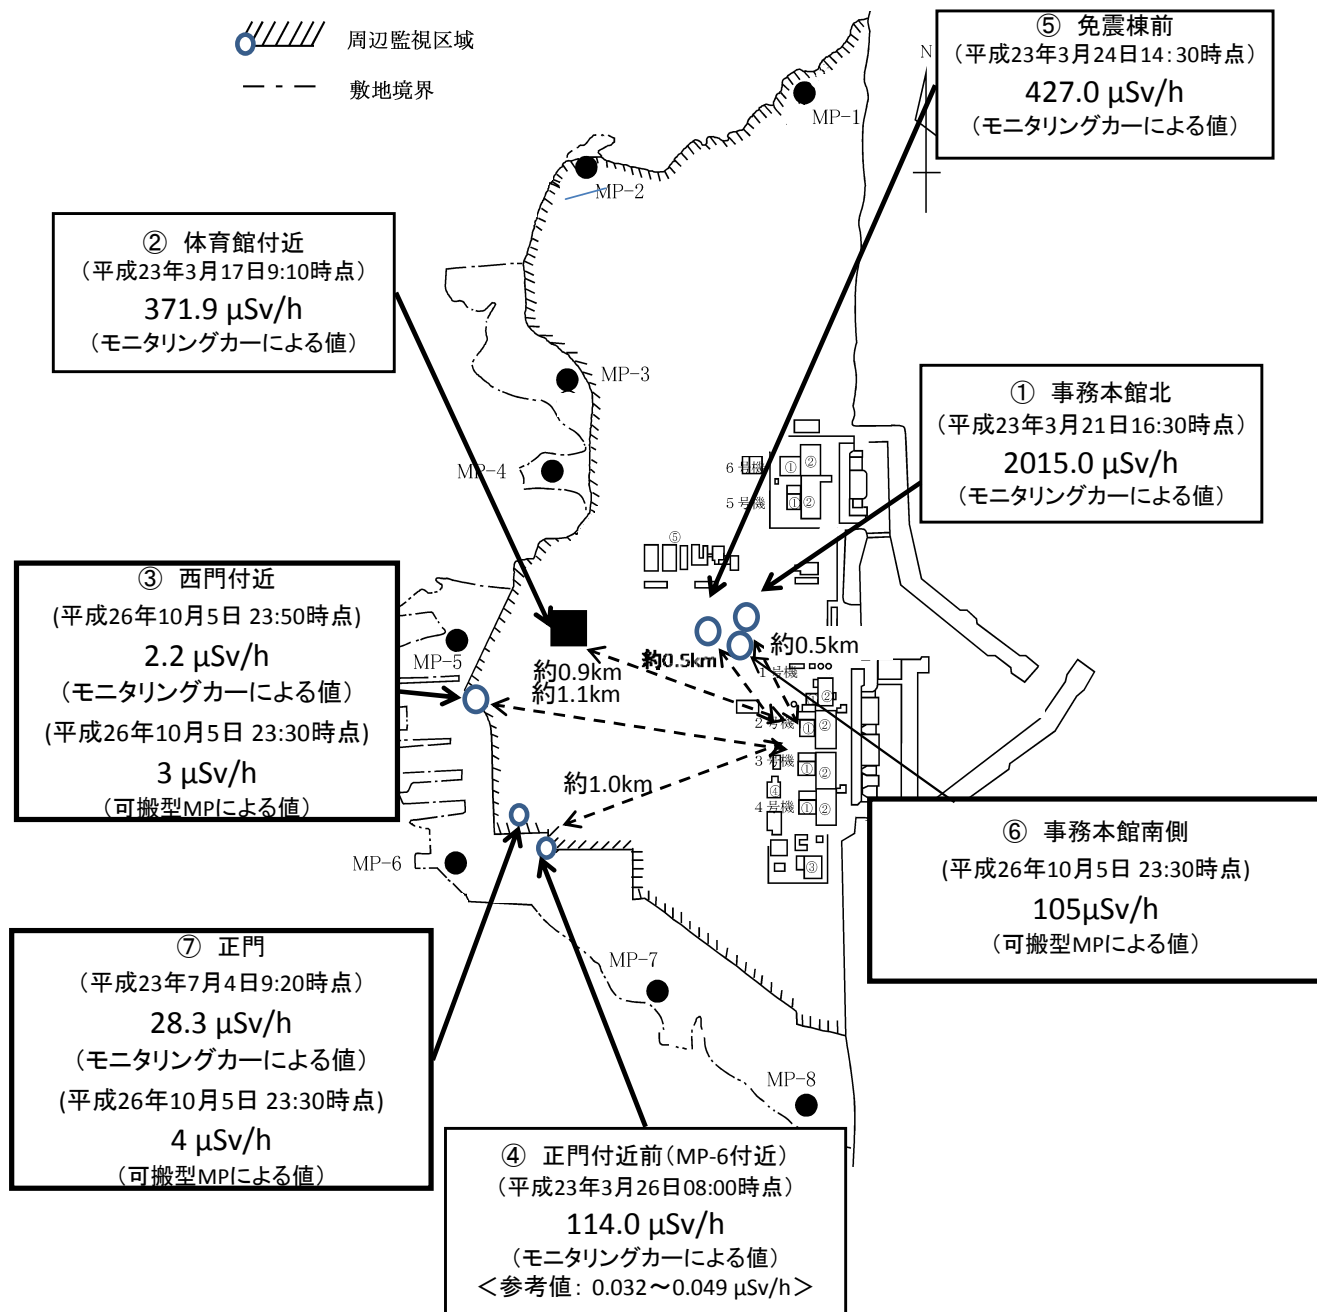 周辺監視区域
敷地境界
⑤ 免震棟前
(平成23年3月24日14:30時点)
427.0 μSv/h
(モニタリングカーによる値)
N
MP-1
MP-2
② 体育館付近
(平成23年3月17日9:10時点)
371.9 μSv/h
(モニタリングカーによる値)
MP-3
① 事務本館北
(平成23年3月21日16:30時点)
2015.0 μSv/h
(モニタリングカーによる値)
MP-4
6号機
①
②
5号機
①
②
⑤
③ 西門付近
(平成26年10月5日 23:50時点)
2.2 μSv/h
(モニタリングカーによる値)
(平成26年10月5日 23:30時点)
3 μSv/h
(可搬型MPによる値)
MP-5
約0.5km
約0.5km
約0.9km
約1.1km
1号機
②
2号機
①
②
3号機
①
②
約1.0km
④
4号機
①
②
③
MP-6
⑥ 事務本館南側
(平成26年10月5日 23:30時点)
105μSv/h
(可搬型MPによる値)
⑦ 正門
(平成23年7月4日9:20時点)
28.3 μSv/h
(モニタリングカーによる値)
(平成26年10月5日 23:30時点)
4 μSv/h
(可搬型MPによる値)
MP-7
MP-8
④ 正門付近前(MP-6付近)
(平成23年3月26日08:00時点)
114.0 μSv/h
(モニタリングカーによる値)
<参考値: 0.032~0.049 μSv/h>